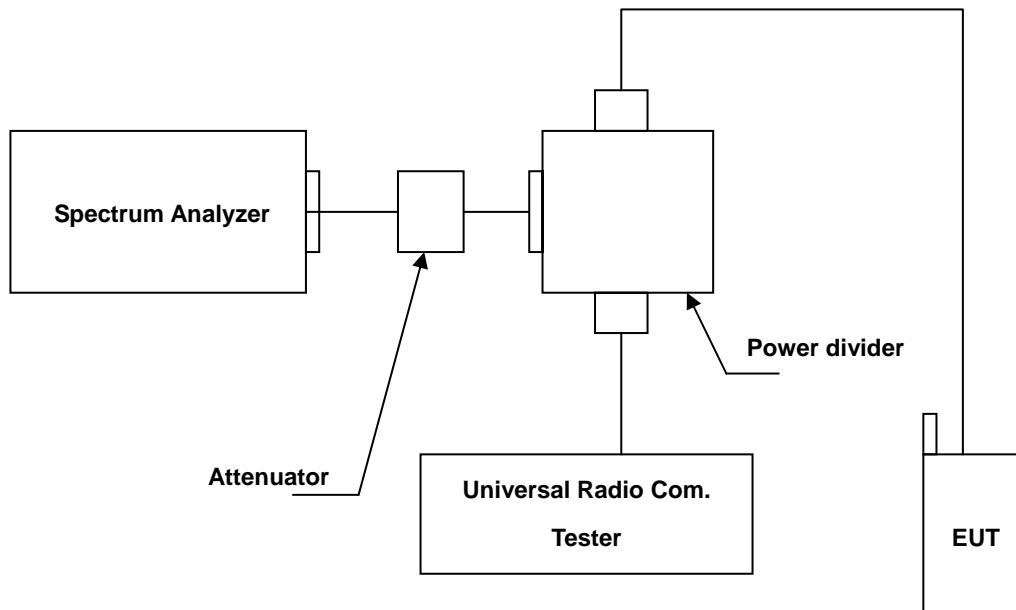 Spectrum Analyzer
Power divider
Attenuator
Universal Radio Com.
Tester
EUT